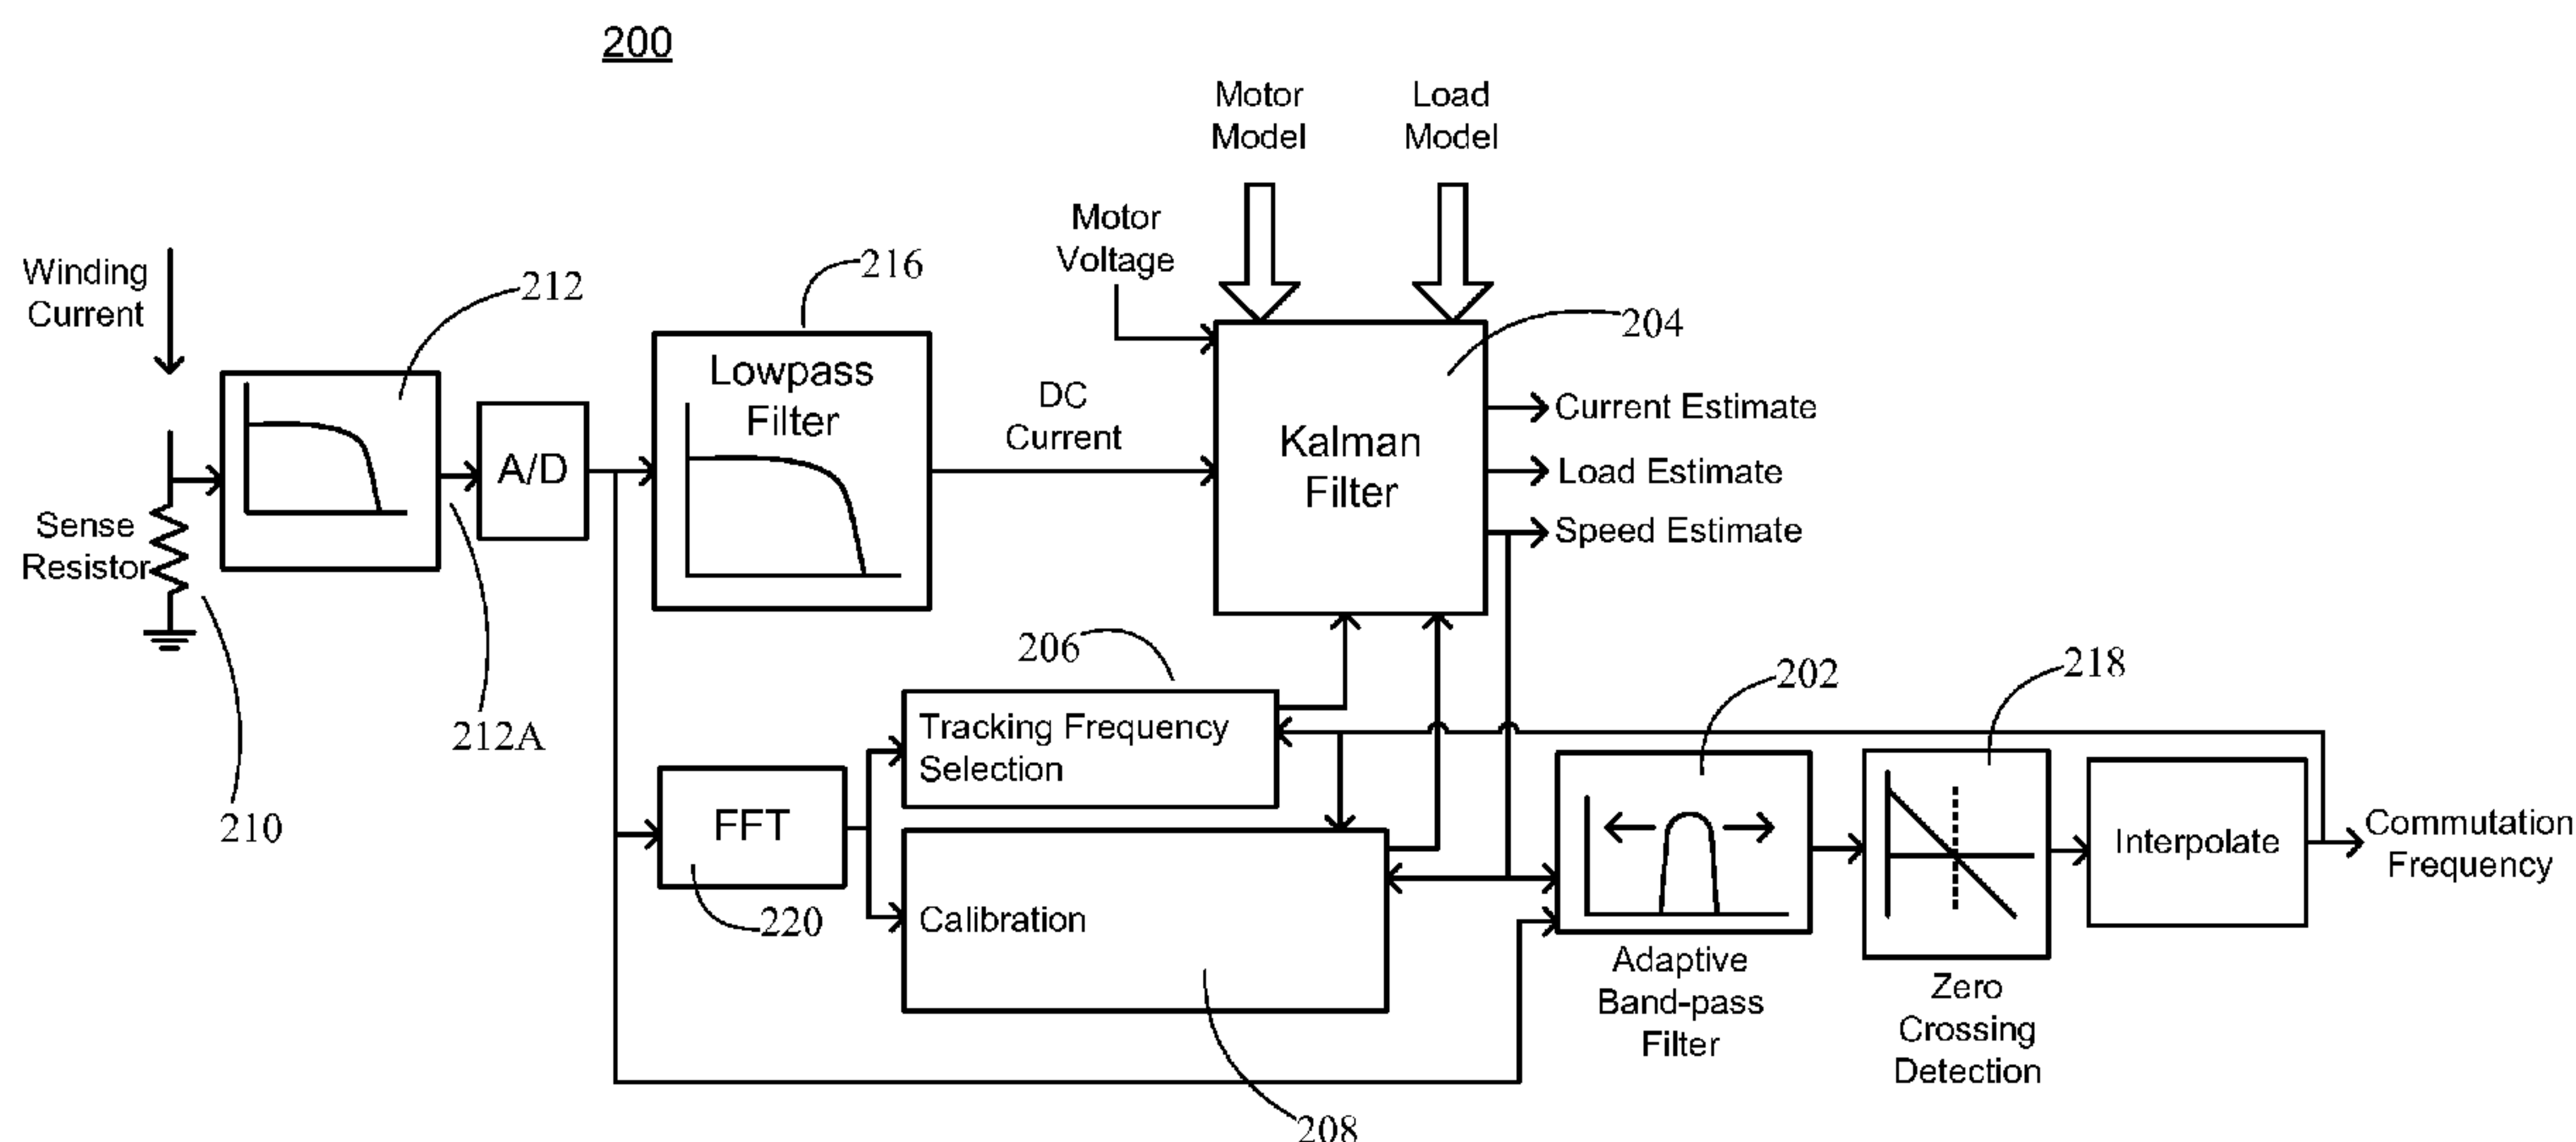 200
Motor
Model
Load
Model
Motor
Voltage
Winding
Current
212
216
204
Lowpass
Filter
DC
Current
Kalman
Filter
Current Estimate
Load Estimate
Speed Estimate
A/D
Sense
Resistor
212A
210
206
Tracking Frequency
Selection
FFT
220
Calibration
208
202
218
Adaptive
Band-pass
Filter
Zero
Crossing
Detection
Interpolate
Commutation
Frequency